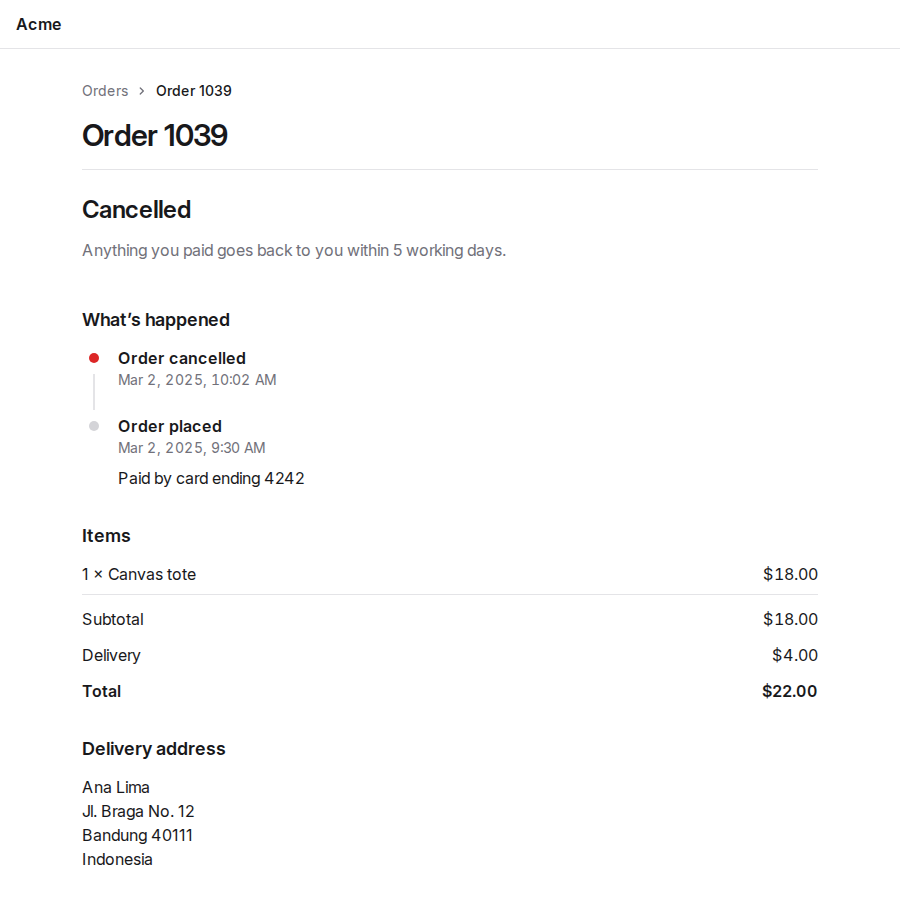 Acme
Orders › Order 1039
Order 1039
Cancelled
Anything you paid goes back to you within 5 working days.
What’s happened
Order cancelled
Mar 2, 2025, 10:02 AM
Order placed
Mar 2, 2025, 9:30 AM
Paid by card ending 4242
Items
1 × Canvas tote $18.00
Subtotal $18.00
Delivery $4.00
Total $22.00
Delivery address
Ana Lima
Jl. Braga No. 12
Bandung 40111
Indonesia